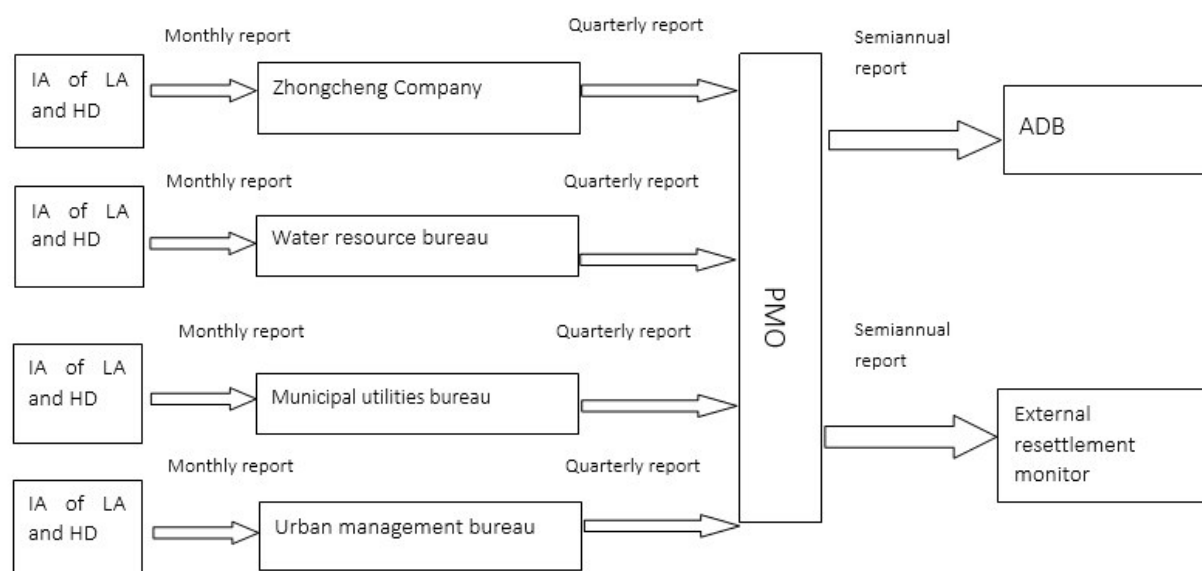 Monthly report
Quarterly report
Semiannual
report
IA of LA
and HD
Zhongcheng Company
ADB
Monthly report
Quarterly report
IA of LA
and HD
Water resource bureau
PMO
Monthly report
Quarterly report
Semiannual
report
IA of LA
and HD
Municipal utilities bureau
External
resettlement
monitor
Monthly report
Quarterly report
IA of LA
and HD
Urban management bureau